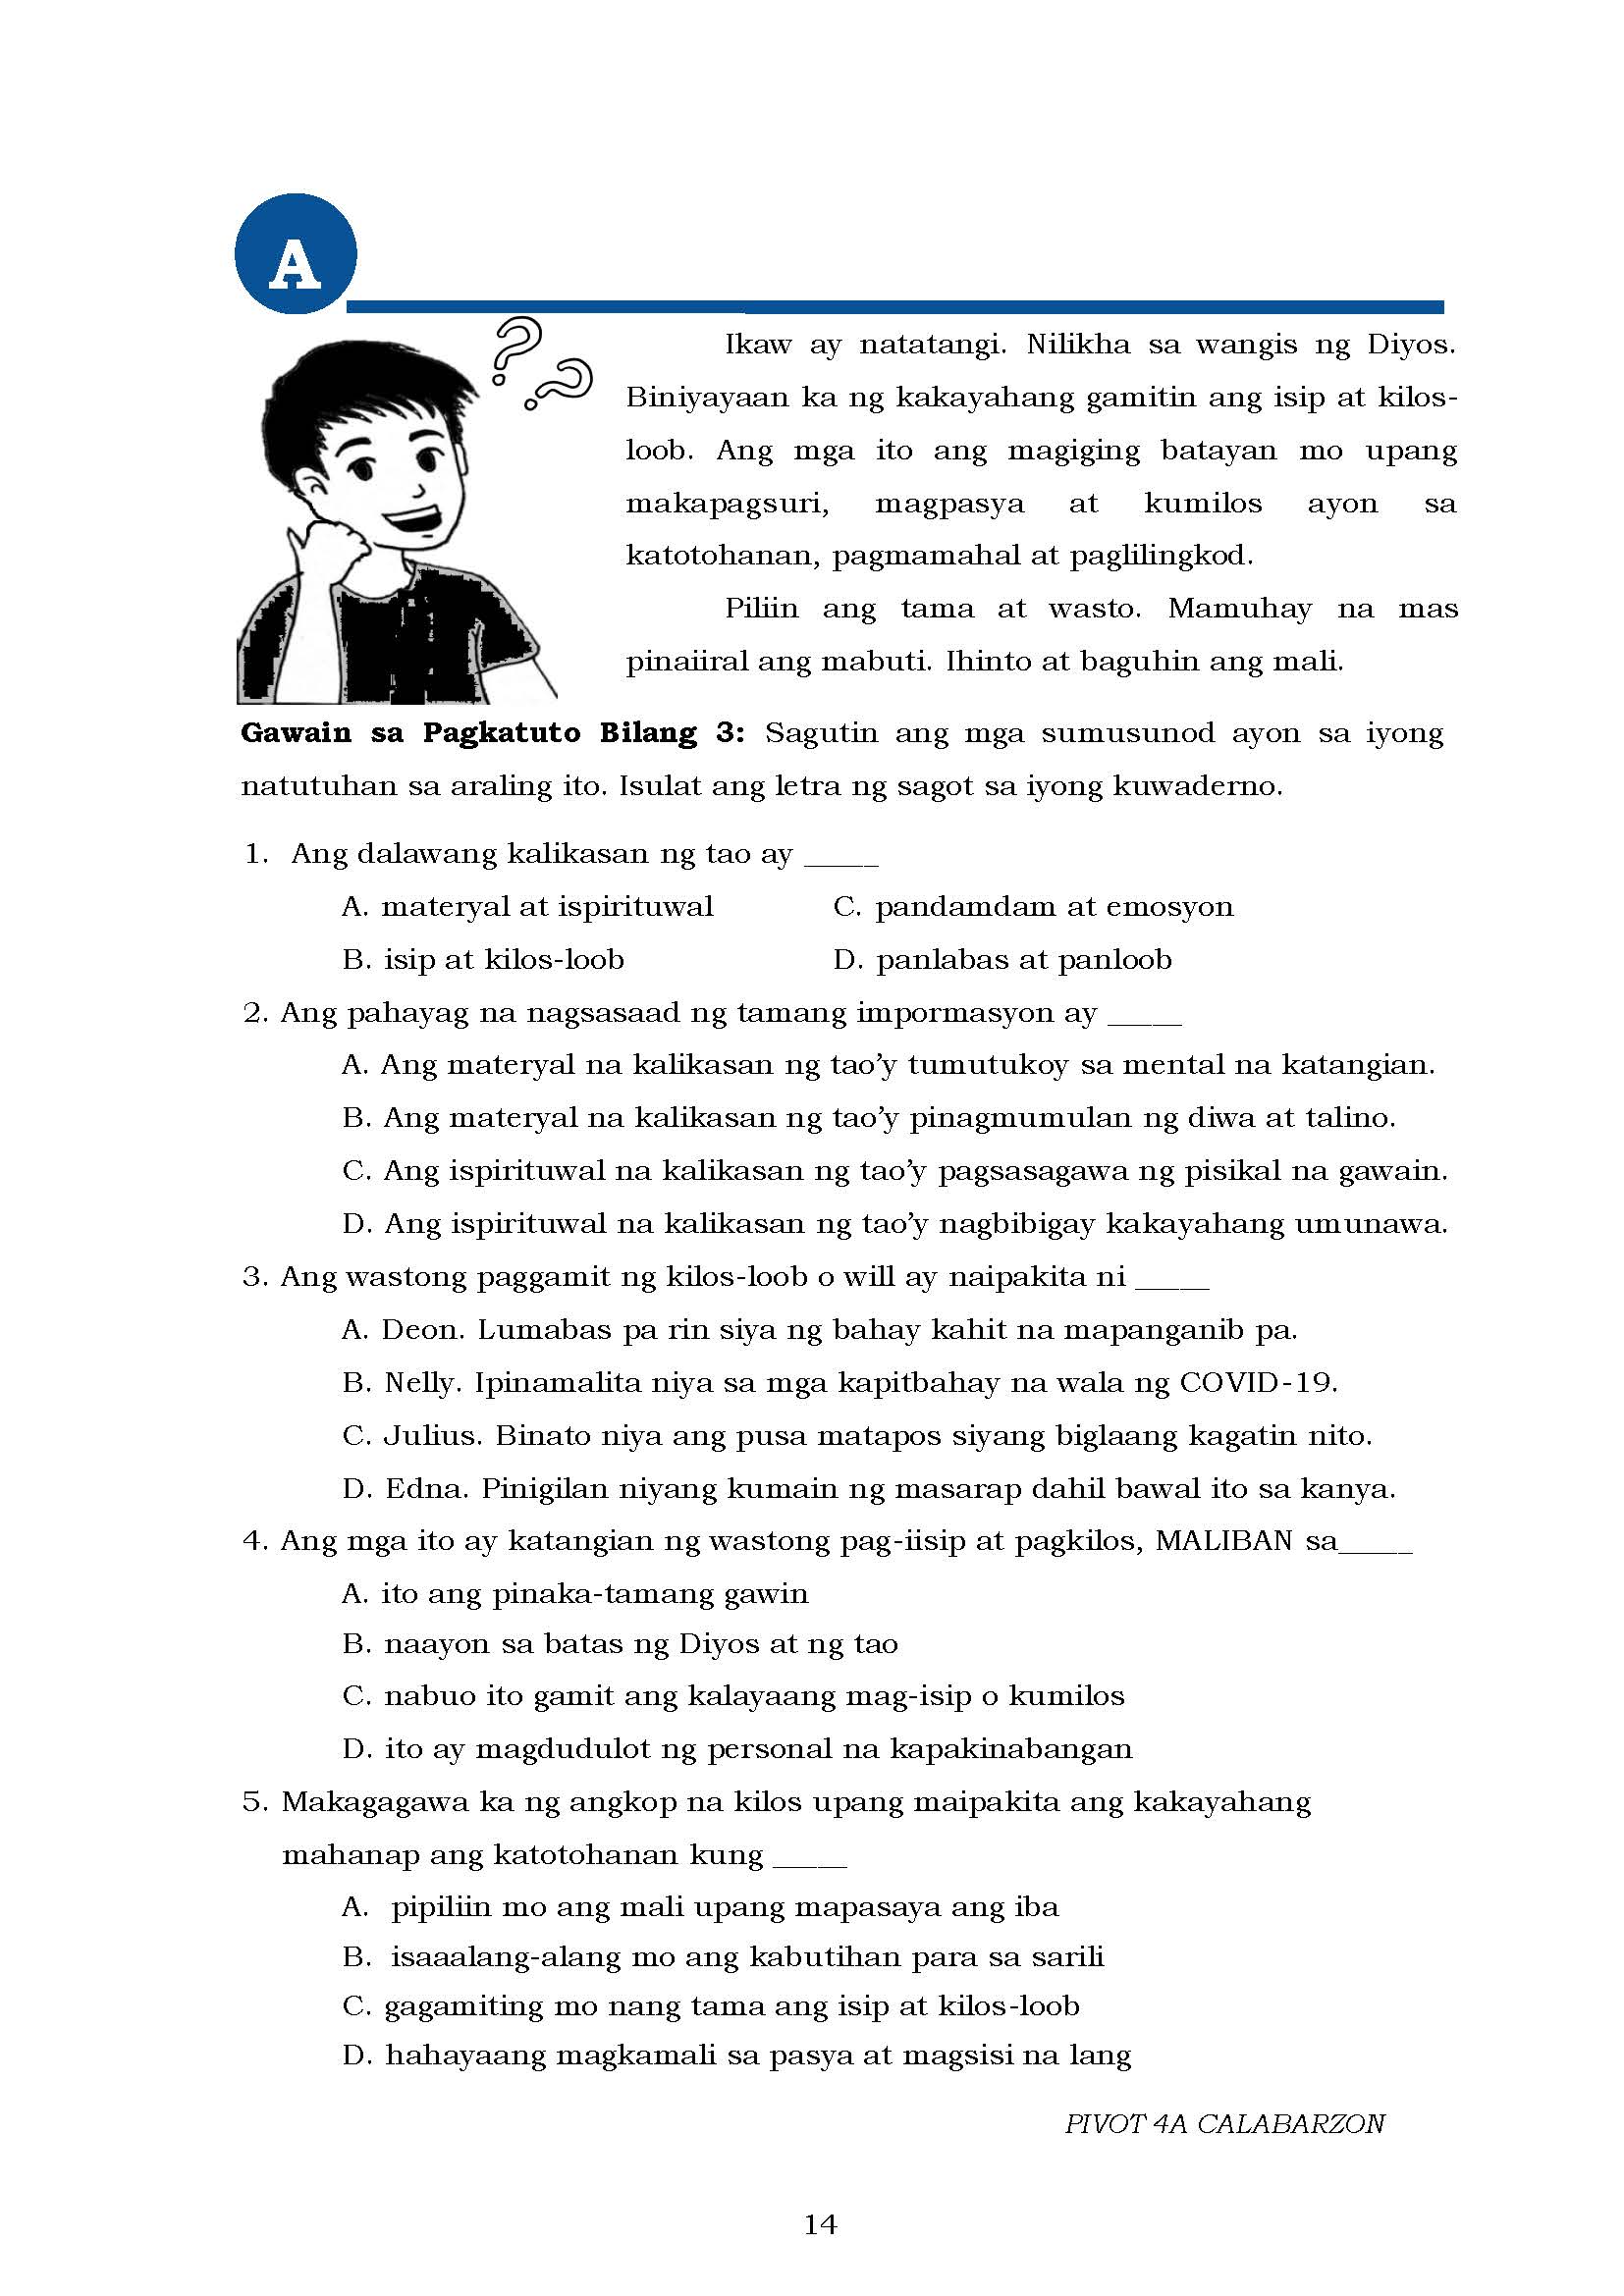 A
Ikaw ay natatangi. Nilikha sa wangis ng Diyos.
Biniyayaan ka ng kakayahang gamitin ang isip at kilos-
loob. Ang mga ito ang magiging batayan mo upang
makapagsuri, magpasya at kumilos ayon sa
katotohanan, pagmamahal at paglilingkod.
Piliin ang tama at wasto. Mamuhay na mas
pinaiiral ang mabuti. Ihinto at baguhin ang mali.
Gawain sa Pagkatuto Bilang 3: Sagutin ang mga sumusunod ayon sa iyong
natutuhan sa araling ito. Isulat ang letra ng sagot sa iyong kuwaderno.
1. Ang dalawang kalikasan ng tao ay _____
A. materyal at ispirituwal C. pandamdam at emosyon
B. isip at kilos-loob D. panlabas at panloob
2. Ang pahayag na nagsasaad ng tamang impormasyon ay _____
A. Ang materyal na kalikasan ng tao’y tumutukoy sa mental na katangian.
B. Ang materyal na kalikasan ng tao’y pinagmumulan ng diwa at talino.
C. Ang ispirituwal na kalikasan ng tao’y pagsasagawa ng pisikal na gawain.
D. Ang ispirituwal na kalikasan ng tao’y nagbibigay kakayahang umunawa.
3. Ang wastong paggamit ng kilos-loob o will ay naipakita ni _____
A. Deon. Lumabas pa rin siya ng bahay kahit na mapanganib pa.
B. Nelly. Ipinamalita niya sa mga kapitbahay na wala ng COVID-19.
C. Julius. Binato niya ang pusa matapos siyang biglaang kagatin nito.
D. Edna. Pinigilan niyang kumain ng masarap dahil bawal ito sa kanya.
4. Ang mga ito ay katangian ng wastong pag-iisip at pagkilos, MALIBAN sa_____
A. ito ang pinaka-tamang gawin
B. naayon sa batas ng Diyos at ng tao
C. nabuo ito gamit ang kalayaang mag-isip o kumilos
D. ito ay magdudulot ng personal na kapakinabangan
5. Makagagawa ka ng angkop na kilos upang maipakita ang kakayahang
mahanap ang katotohanan kung _____
A. pipiliin mo ang mali upang mapasaya ang iba
B. isaaalang-alang mo ang kabutihan para sa sarili
C. gagamiting mo nang tama ang isip at kilos-loob
D. hahayaang magkamali sa pasya at magsisi na lang
PIVOT 4A CALABARZON
14